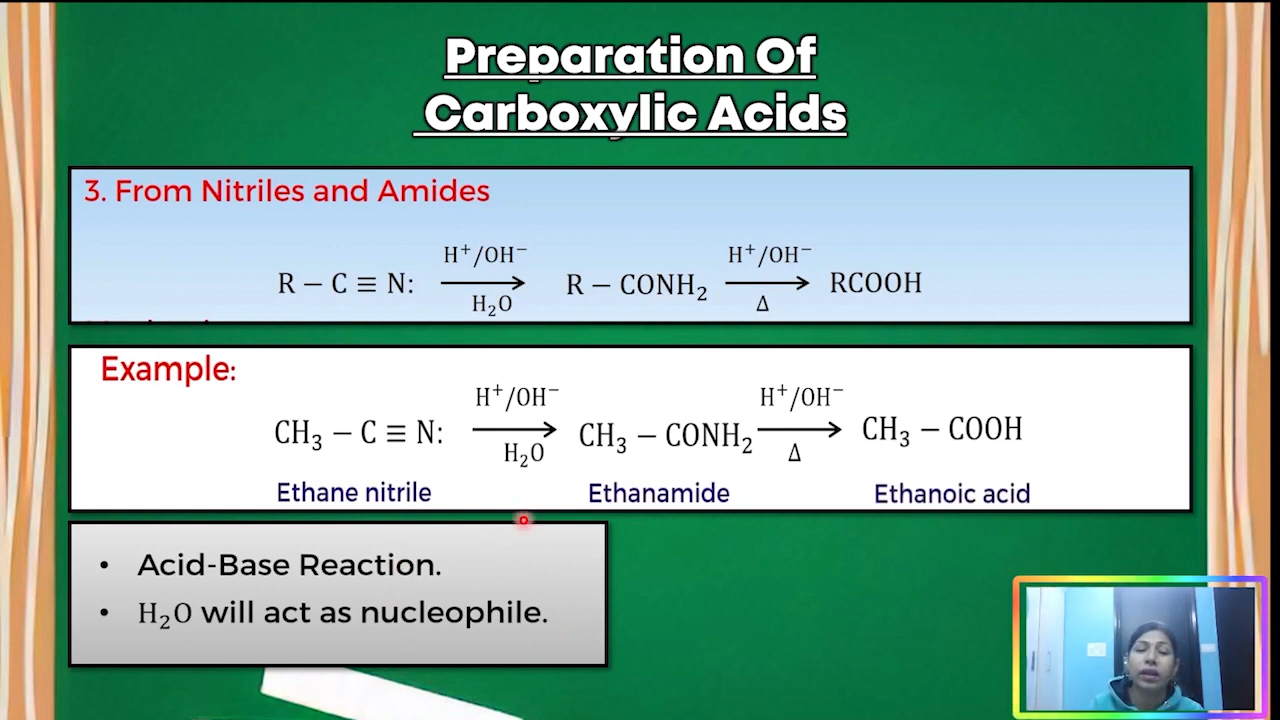 Preparation Of
Carboxylic Acids
3. From Nitriles and Amides
H⁺/OH⁻ H⁺/OH⁻
R – C ≡ N: → R – CONH₂ → RCOOH
H₂O Δ
Example:
H⁺/OH⁻ H⁺/OH⁻
CH₃ – C ≡ N: → CH₃ – CONH₂ → CH₃ – COOH
H₂O Δ
Ethane nitrile Ethanamide Ethanoic acid
• Acid-Base Reaction.
• H₂O will act as nucleophile.